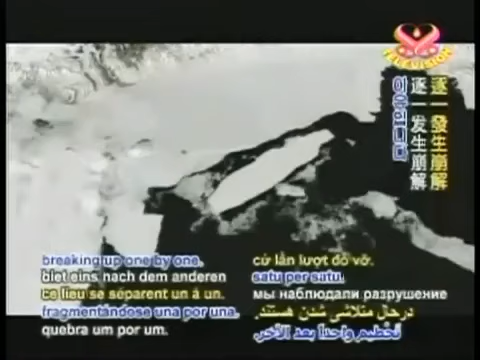 TELEVISION
逐一發生崩解
逐一发生崩解
breaking up one by one.
blet eins nach dem anderen
ce lieu se séparent un à un.
fragmentándose una por una.
quebra um por um.
cứ lần lượt đổ vỡ.
satu per satu.
мы наблюдали разрушение
درحال متلاشی شدن هستند.
تحطيم واحداً بعد الآخر.